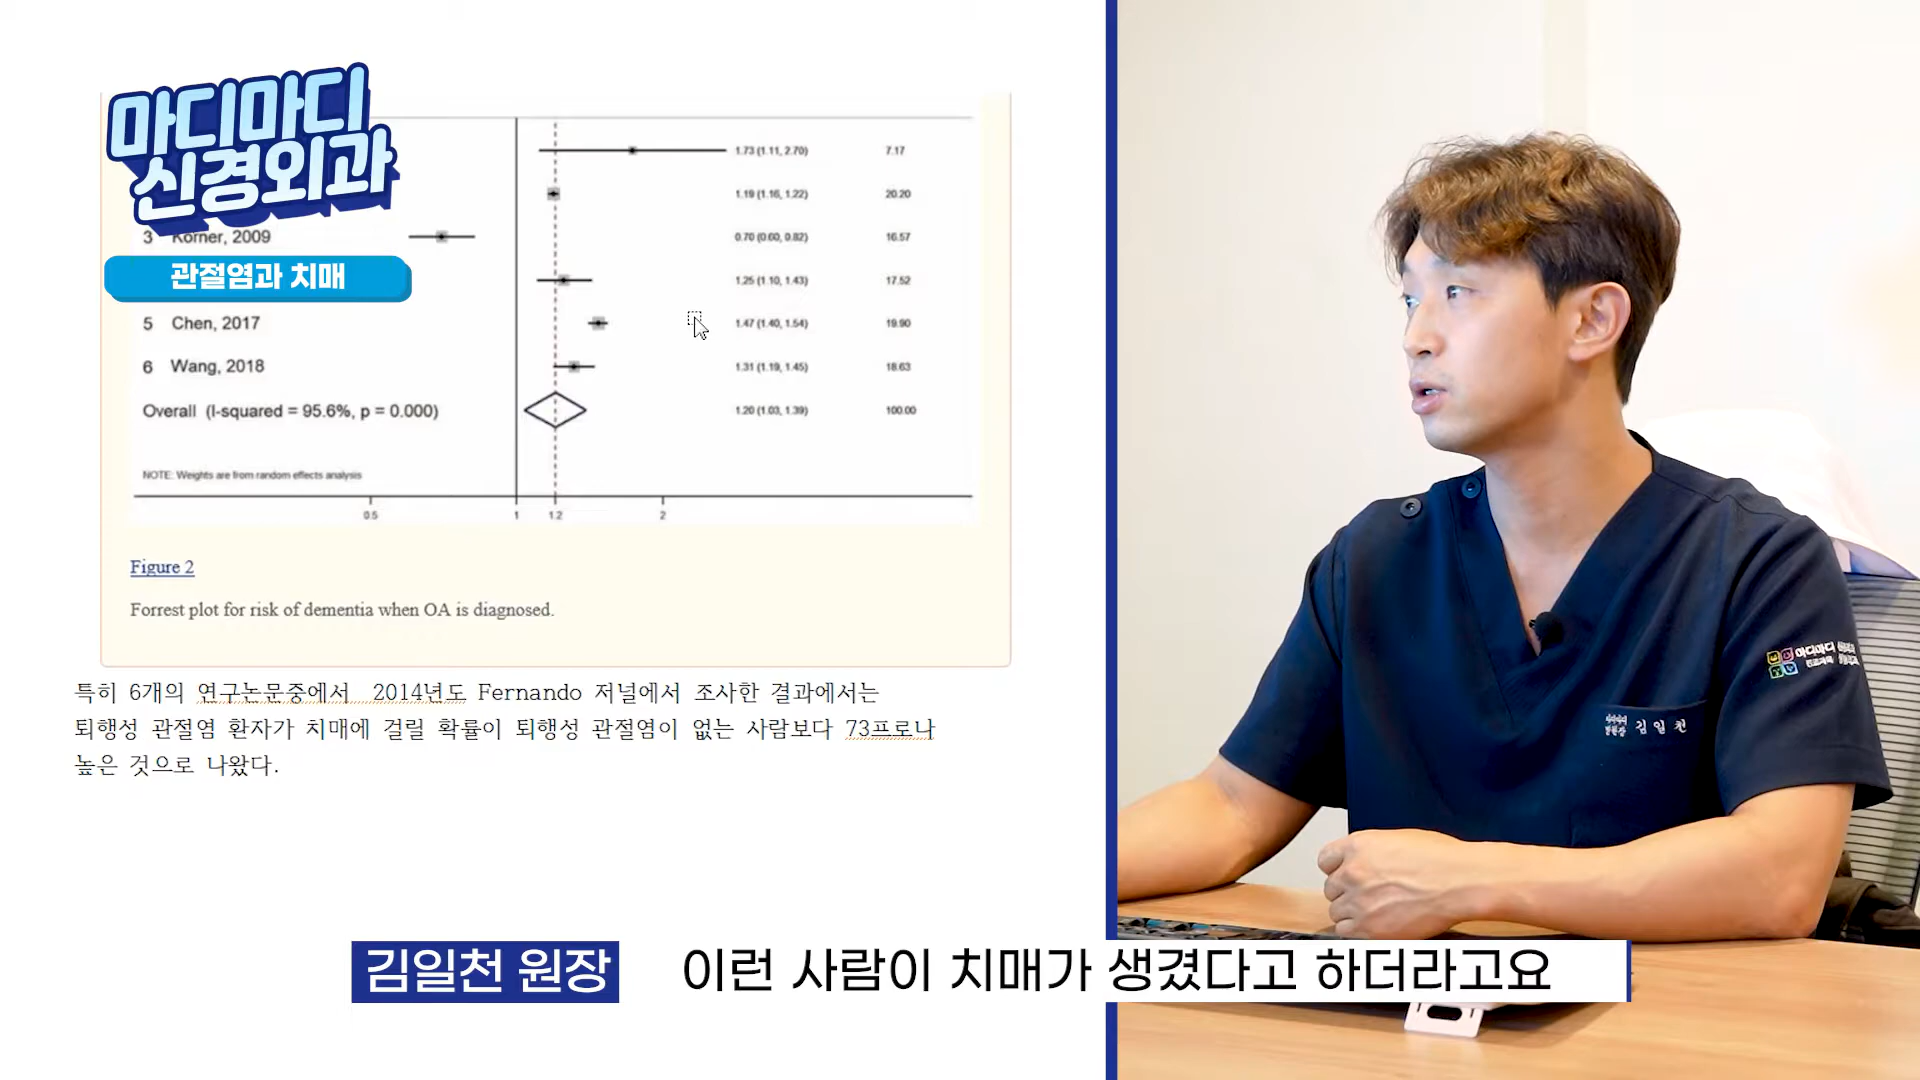 마디마디
신경외과
관절염과 치매
1.73 (1.11, 2.70) 7.17
1.19 (1.16, 1.22) 20.20
3 Korner, 2009 0.70 (0.60, 0.82) 16.57
1.25 (1.10, 1.43) 17.52
5 Chen, 2017 1.47 (1.40, 1.54) 19.90
6 Wang, 2018 1.31 (1.19, 1.45) 18.63
Overall (I-squared = 95.6%, p = 0.000) 1.20 (1.03, 1.39) 100.00
NOTE: Weights are from random effects analysis
0.5 1 1.2 2
Figure 2
Forrest plot for risk of dementia when OA is diagnosed.
특히 6개의 연구논문중에서 2014년도 Fernando 저널에서 조사한 결과에서는
퇴행성 관절염 환자가 치매에 걸릴 확률이 퇴행성 관절염이 없는 사람보다 73프로나
높은 것으로 나왔다.
마디마디
김일천
김일천 원장 이런 사람이 치매가 생겼다고 하더라고요